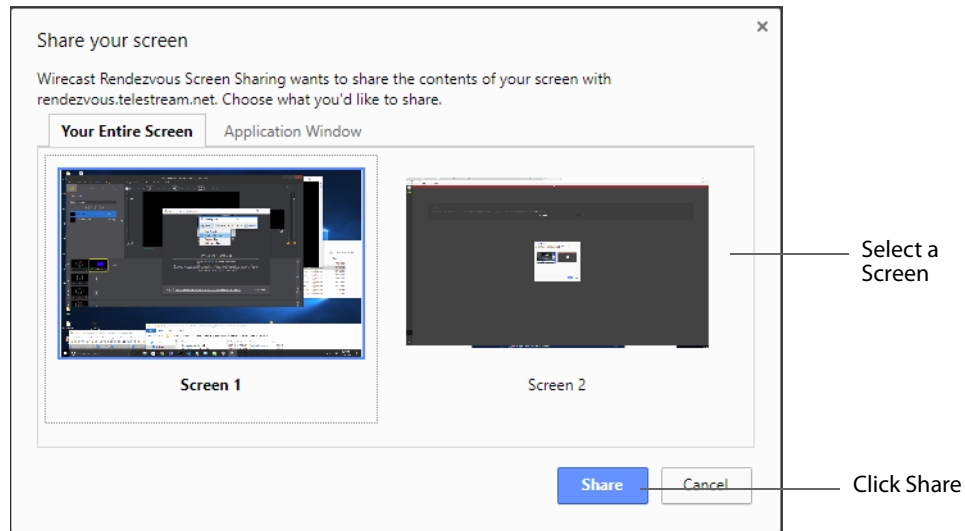 Share your screen
×
Wirecast Rendezvous Screen Sharing wants to share the contents of your screen with
rendezvous.telestream.net. Choose what you'd like to share.
Your Entire Screen
Application Window
Screen 1
Screen 2
Select a
Screen
Share
Cancel
Click Share